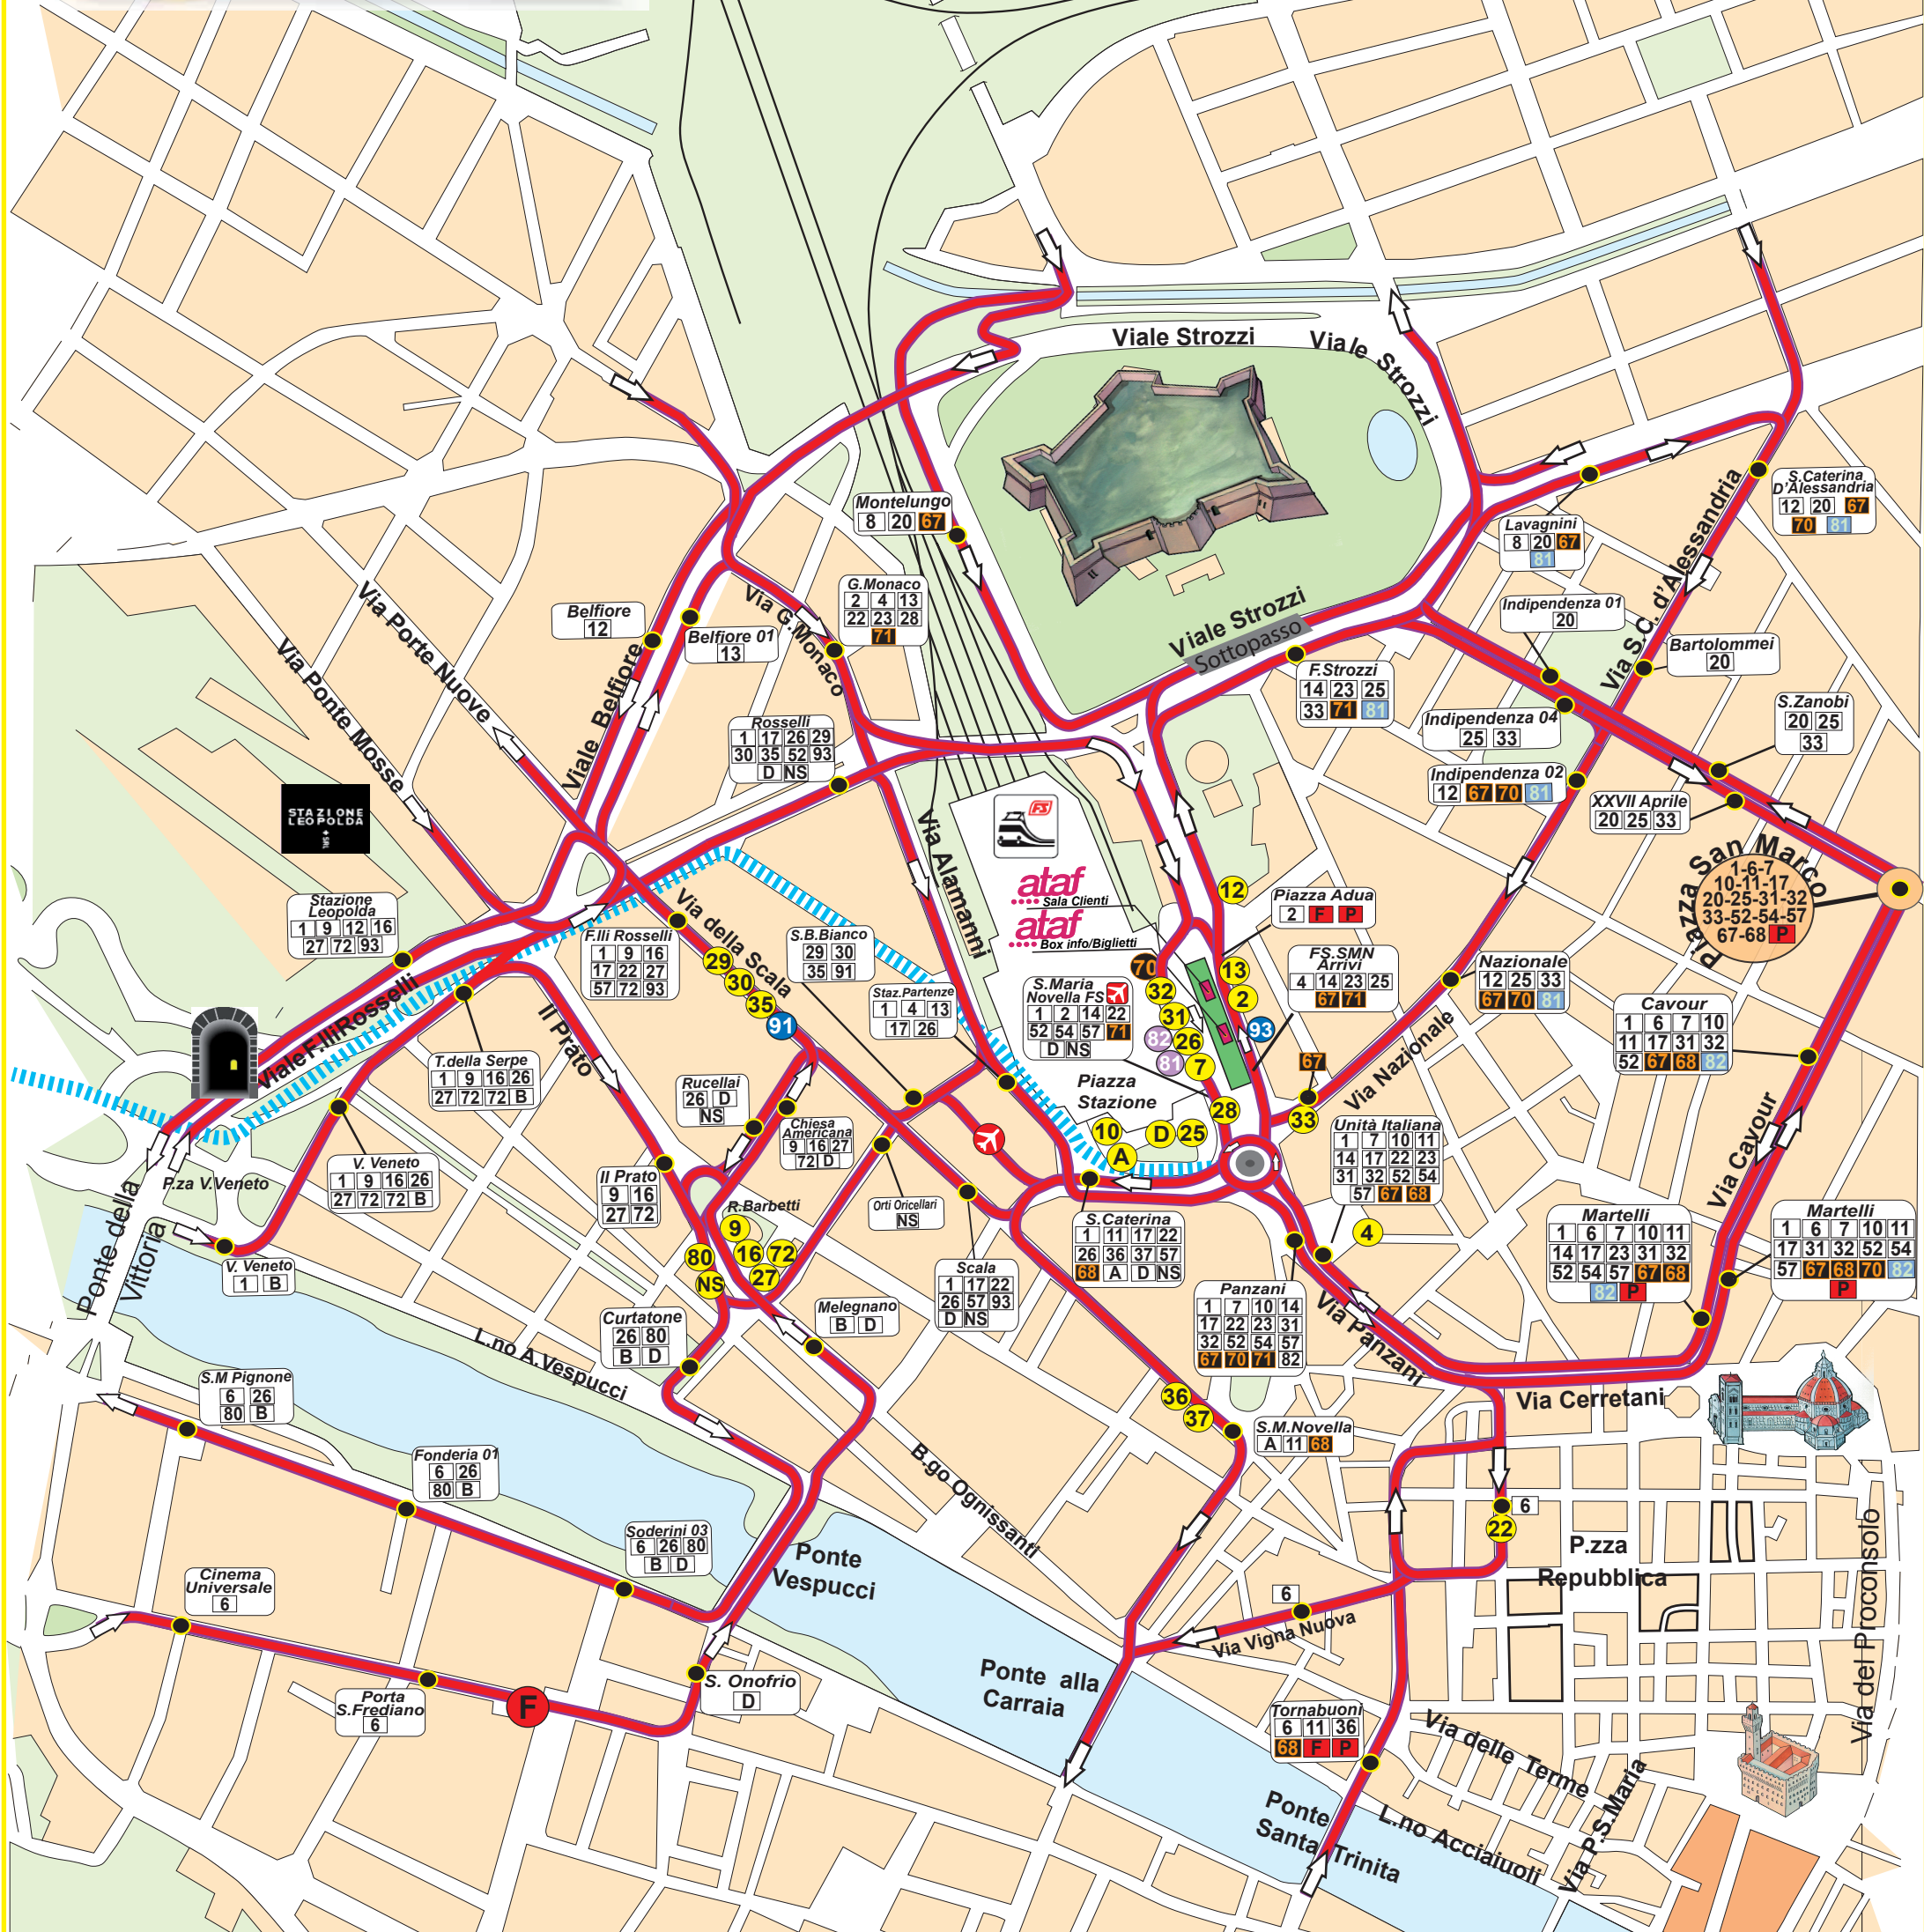 Viale Strozzi
Viale Strozzi
Montelungo
8 20 67
S.Caterina
D'Alessandria
12 20 67
70 81
Lavagnini
8 20 67
81
Via S.C. d'Alessandria
G.Monaco
2 4 13
22 23 28
71
Via G.Monaco
Belfiore
12
Belfiore 01
13
Viale Belfiore
Via Porte Nuove
Via Ponte Mosse
Viale Strozzi
Sottopasso
Indipendenza 01
20
Bartolommei
20
F.Strozzi
14 23 25
33 71 81
Indipendenza 04
25 33
S.Zanobi
20 25
33
Rosselli
1 17 26 29
30 35 52 93
D NS
Indipendenza 02
12 67 70 81
XXVII Aprile
20 25 33
STAZIONE
LEOPOLDA
+SRL
FS
Via Alamanni
ataf
Sala Clienti
ataf
Box info/Biglietti
Piazza San Marco
1-6-7
10-11-17
20-25-31-32
33-52-54-57
67-68 P
12
Piazza Adua
2 F P
Stazione
Leopolda
1 9 12 16
27 72 93
F.lli Rosselli
1 9 16
17 22 27
57 72 93
Via della Scala
29
30
35
91
S.B.Bianco
29 30
35 91
Staz.Partenze
1 4 13
17 26
S.Maria
Novella FS
1 2 14 22
52 54 57 71
D NS
70
32
31
82
26
81
7
13
2
93
28
FS.SMN
Arrivi
4 14 23 25
67 71
Nazionale
12 25 33
67 70 81
67
33
Via Nazionale
Cavour
1 6 7 10
11 17 31 32
52 67 68 82
Viale F.lli Rosselli
Il Prato
T.della Serpe
1 9 16 26
27 72 72 B
Rucellai
26 D
NS
Chiesa
Americana
9 16 27
72 D
Piazza
Stazione
10
D
25
A
Unità Italiana
1 7 10 11
14 17 22 23
31 32 52 54
57 67 68
Via Cavour
V. Veneto
1 9 16 26
27 72 72 B
P.za V.Veneto
Il Prato
9 16
27 72
R.Barbetti
9
16
72
27
80
NS
Orti Oricellari
NS
S.Caterina
1 11 17 22
26 36 37 57
68 A D NS
4
Martelli
1 6 7 10 11
14 17 23 31 32
52 54 57 67 68
82 P
Martelli
1 6 7 10 11
17 31 32 52 54
57 67 68 70 82
P
Ponte della
Vittoria
V. Veneto
1 B
Scala
1 17 22
26 57 93
D NS
Panzani
1 7 10 14
17 22 23 31
32 52 54 57
67 70 71 82
Via Panzani
Curtatone
26 80
B D
Melegnano
B D
L.no A.Vespucci
Via Cerretani
S.M Pignone
6 26
80 B
36
37
S.M.Novella
A 11 68
Fonderia 01
6 26
80 B
B.go Ognissanti
6
22
P.zza
Repubblica
Via del Proconsolo
Soderini 03
6 26 80
B D
Ponte
Vespucci
Cinema
Universale
6
6
Via Vigna Nuova
Porta
S.Frediano
6
F
S. Onofrio
D
Ponte alla
Carraia
Tornabuoni
6 11 36
68 F P
Via delle Terme
Via P.S.Maria
Ponte
Santa Trinita
L.no Acciaiuoli